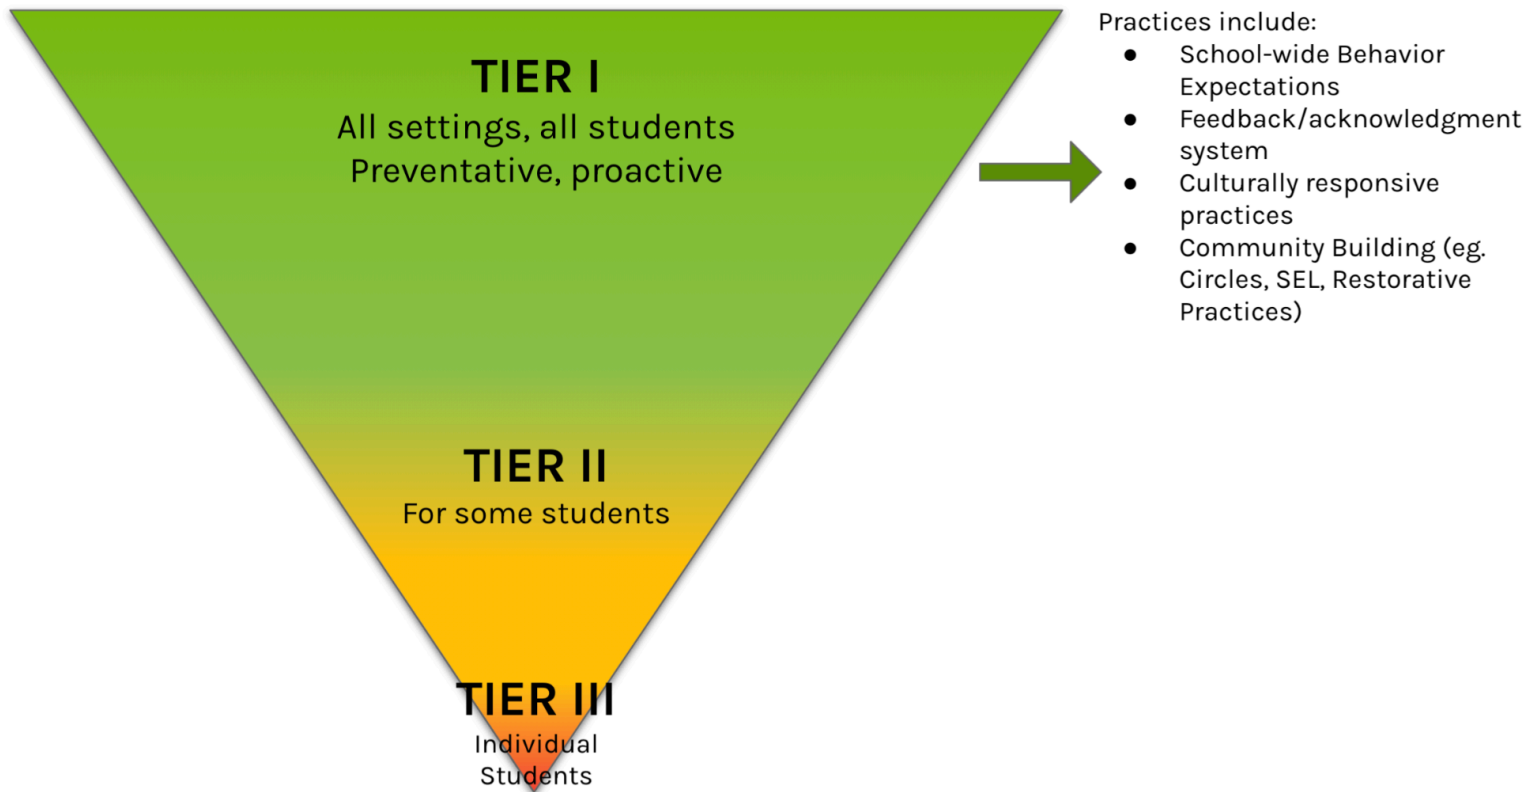 TIER I
All settings, all students
Preventative, proactive
Practices include:
● School-wide Behavior
Expectations
● Feedback/acknowledgment
system
● Culturally responsive
practices
● Community Building (eg.
Circles, SEL, Restorative
Practices)
TIER II
For some students
TIER III
Individual
Students